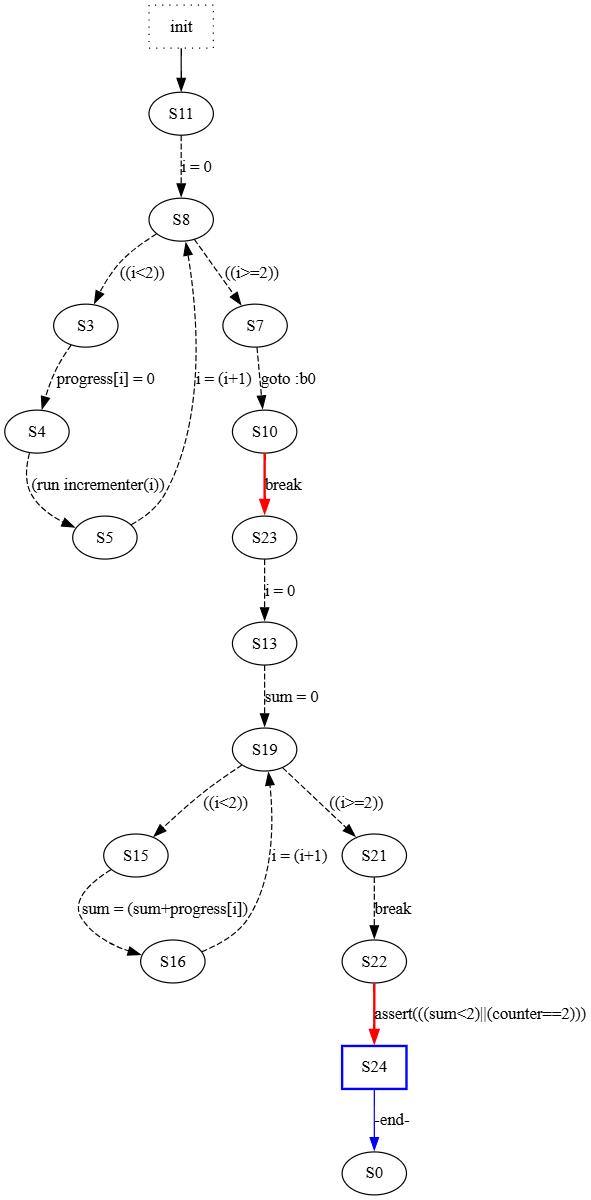 init
S11
i = 0
S8
((i<2))
((i>=2))
S3
S7
progress[i] = 0
i = (i+1)
goto :b0
S4
S10
(run incrementer(i))
break
S5
S23
i = 0
S13
sum = 0
S19
((i<2))
((i>=2))
S15
S21
i = (i+1)
sum = (sum+progress[i])
break
S16
S22
assert(((sum<2)||(counter==2)))
S24
-end-
S0